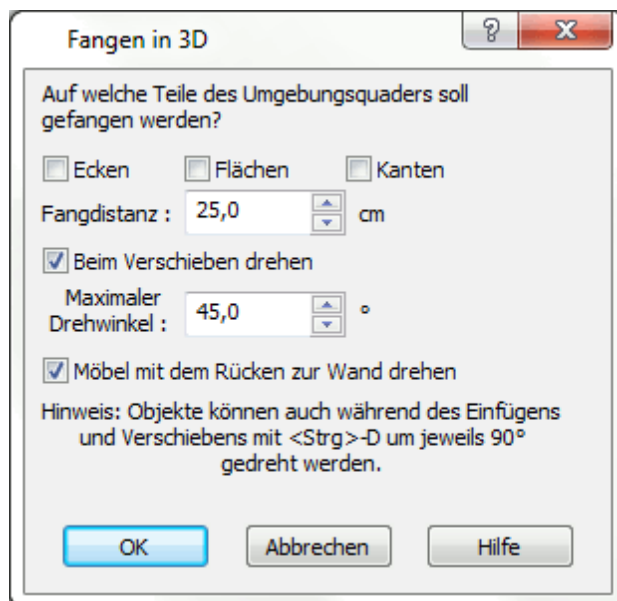 Fangen in 3D
Auf welche Teile des Umgebungsquaders soll
gefangen werden?
Ecken Flächen Kanten
Fangdistanz : 25,0 cm
Beim Verschieben drehen
Maximaler
Drehwinkel : 45,0 °
Möbel mit dem Rücken zur Wand drehen
Hinweis: Objekte können auch während des Einfügens
und Verschiebens mit <Strg>-D um jeweils 90°
gedreht werden.
OK Abbrechen Hilfe